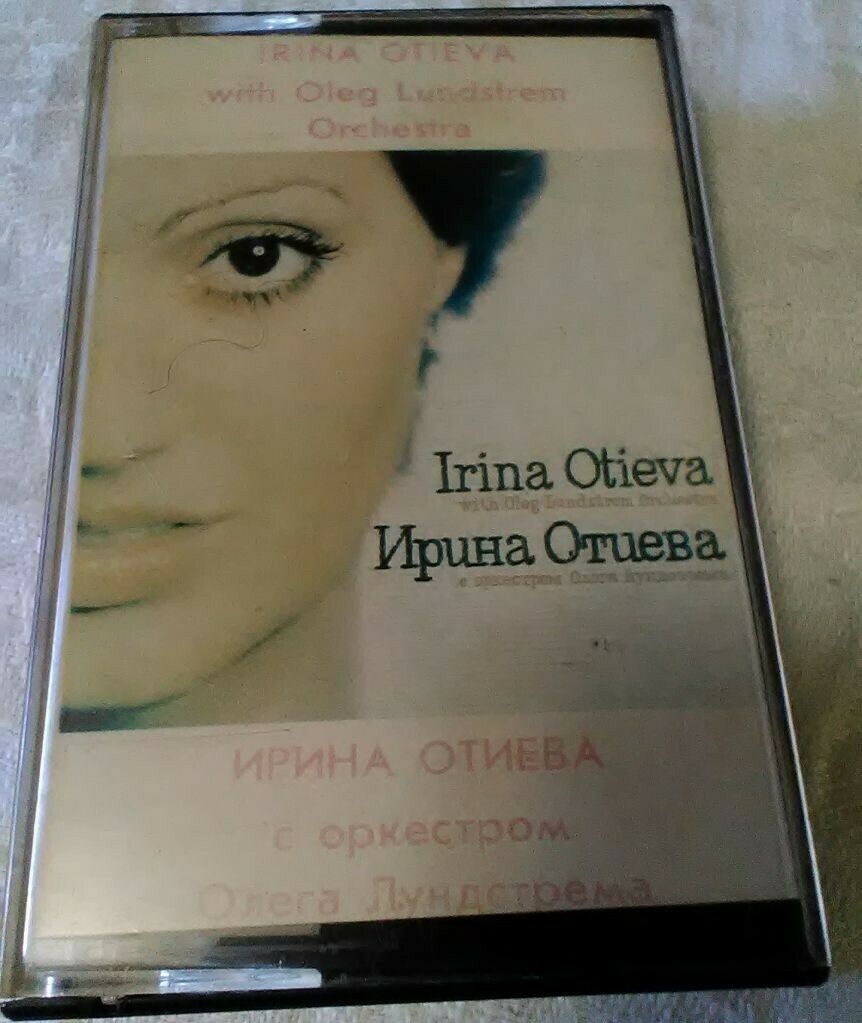 IRINA OTIEVA
with Oleg Lundstrem
Orchestra
Irina Otieva
with Oleg Lundstrem Orchestra
Ирина Отиева
с оркестром Олега Лундстрема
ИРИНА ОТИЕВА
с оркестром
Олега Лундстрема